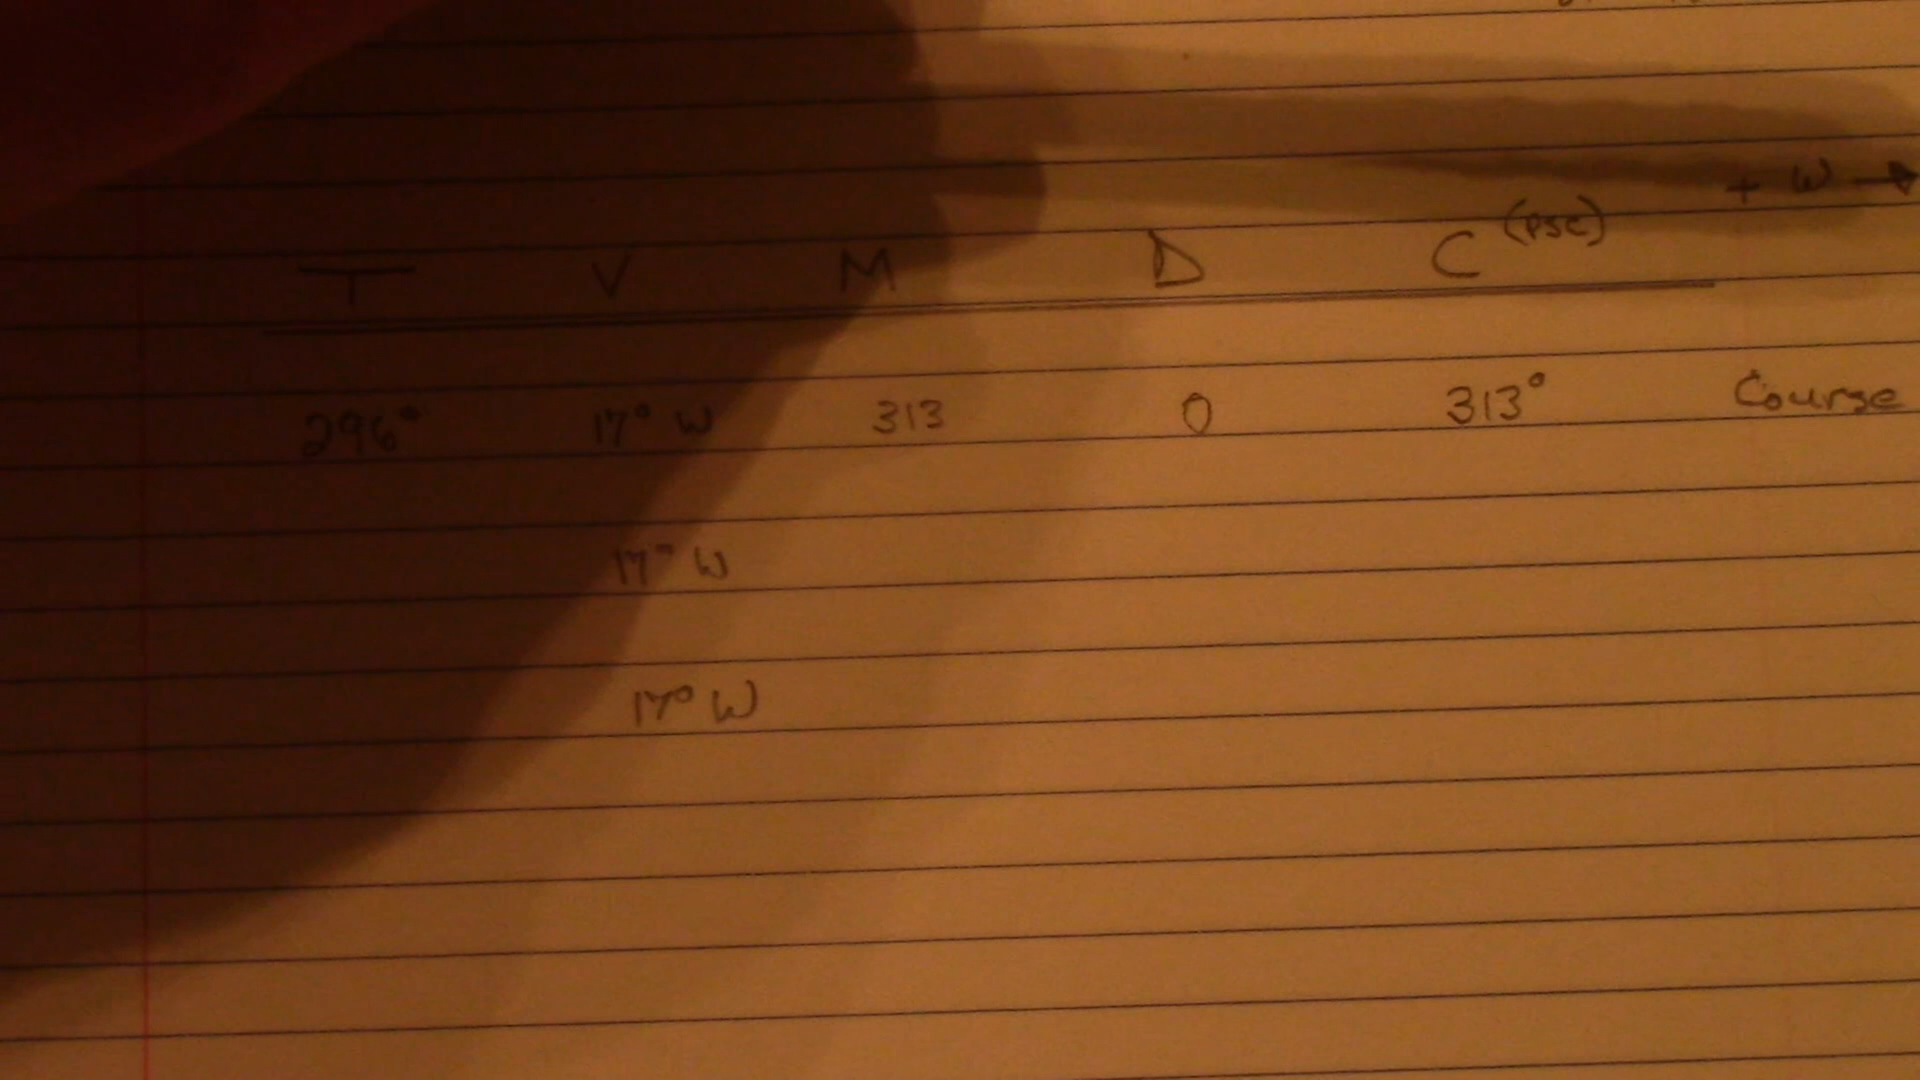 + W →
T V M D C (PSC)
296° 17° W 313 0 313° Course
17° W
17° W